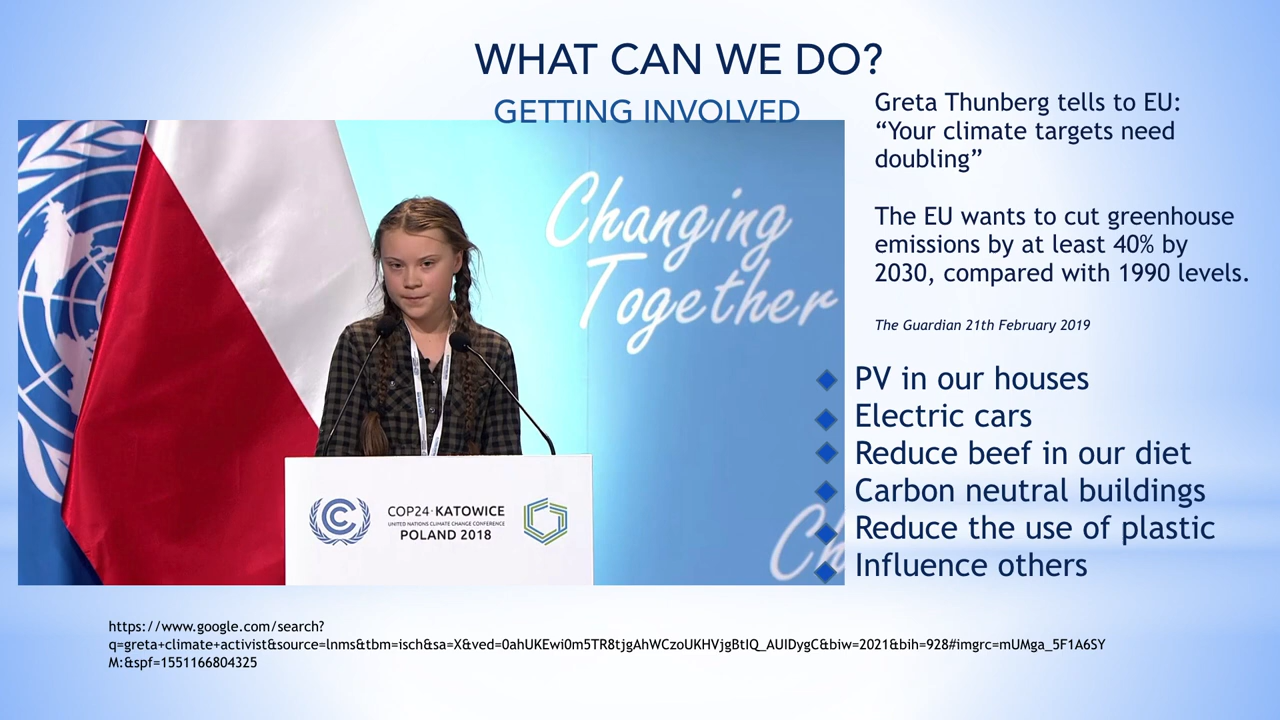 WHAT CAN WE DO?
GETTING INVOLVED
Greta Thunberg tells to EU:
“Your climate targets need
doubling”
The EU wants to cut greenhouse
emissions by at least 40% by
2030, compared with 1990 levels.
The Guardian 21th February 2019
Changing
Together
COP24·KATOWICE
UNITED NATIONS CLIMATE CHANGE CONFERENCE
POLAND 2018
Ch
PV in our houses
Electric cars
Reduce beef in our diet
Carbon neutral buildings
Reduce the use of plastic
Influence others
https://www.google.com/search?
q=greta+climate+activist&source=lnms&tbm=isch&sa=X&ved=0ahUKEwi0m5TR8tjgAhWCzoUKHVjgBtIQ_AUIDygC&biw=2021&bih=928#imgrc=mUMga_5F1A6SY
M:&spf=1551166804325